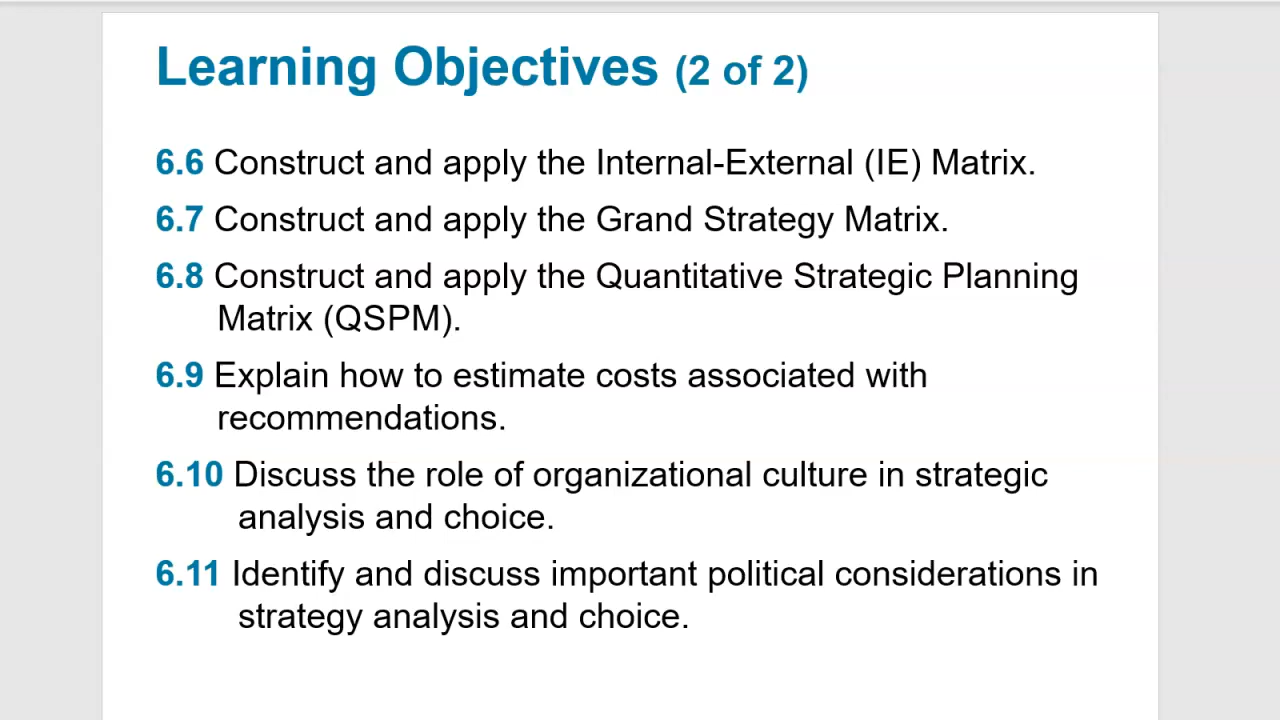 Learning Objectives (2 of 2)
6.6 Construct and apply the Internal-External (IE) Matrix.
6.7 Construct and apply the Grand Strategy Matrix.
6.8 Construct and apply the Quantitative Strategic Planning
Matrix (QSPM).
6.9 Explain how to estimate costs associated with
recommendations.
6.10 Discuss the role of organizational culture in strategic
analysis and choice.
6.11 Identify and discuss important political considerations in
strategy analysis and choice.